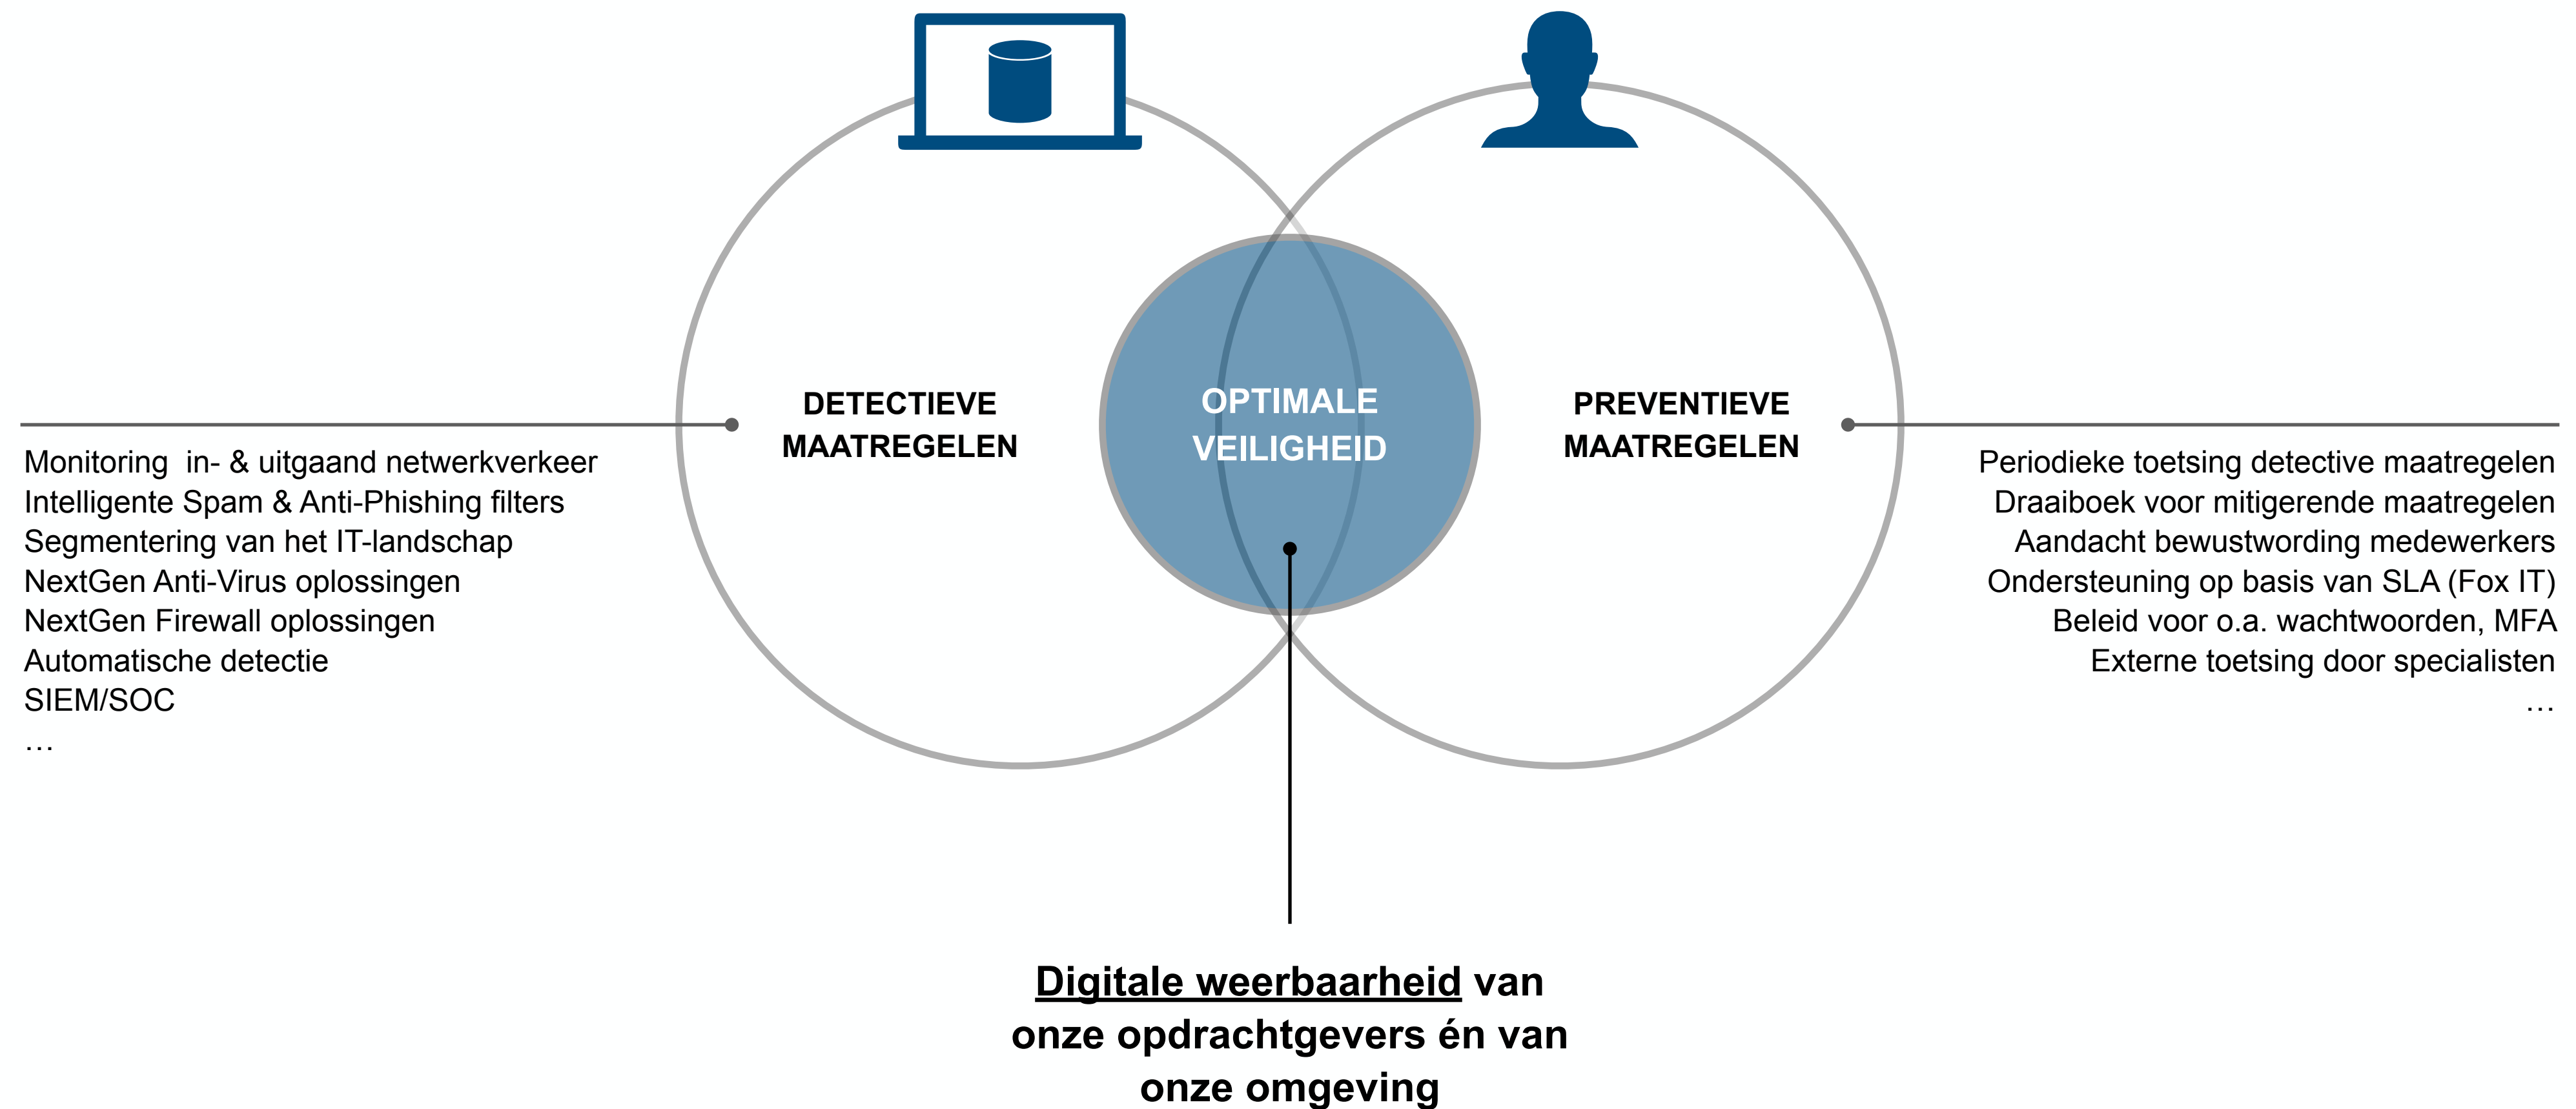 DETECTIEVE
MAATREGELEN
OPTIMALE
VEILIGHEID
PREVENTIEVE
MAATREGELEN
Monitoring  in- & uitgaand netwerkverkeer
Intelligente Spam & Anti-Phishing filters
Segmentering van het IT-landschap
NextGen Anti-Virus oplossingen
NextGen Firewall oplossingen
Automatische detectie
SIEM/SOC
…
Periodieke toetsing detective maatregelen
Draaiboek voor mitigerende maatregelen
Aandacht bewustwording medewerkers
Ondersteuning op basis van SLA (Fox IT)
Beleid voor o.a. wachtwoorden, MFA
Externe toetsing door specialisten
…
Digitale weerbaarheid van
onze opdrachtgevers én van
onze omgeving